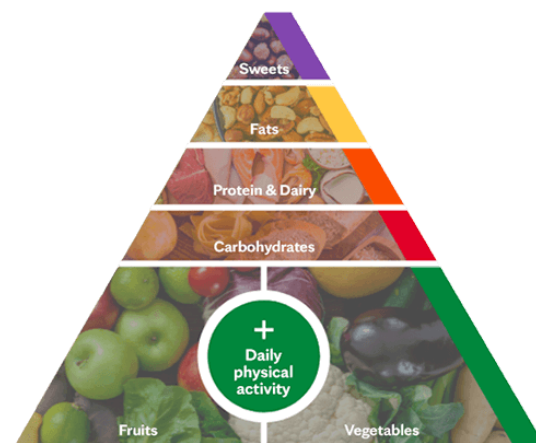 Sweets
Fats
Protein & Dairy
Carbohydrates
+
Daily
physical
activity
Fruits
Vegetables